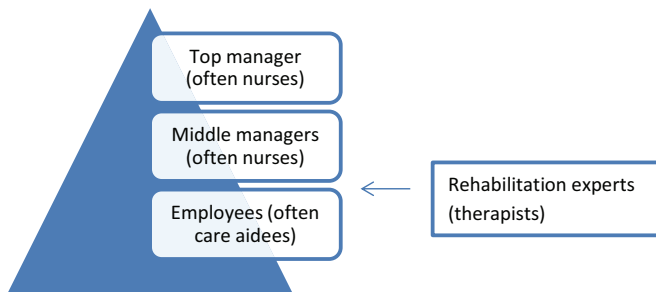 Top manager
(often nurses)
Middle managers
(often nurses)
Employees (often
care aidees)
Rehabilitation experts
(therapists)